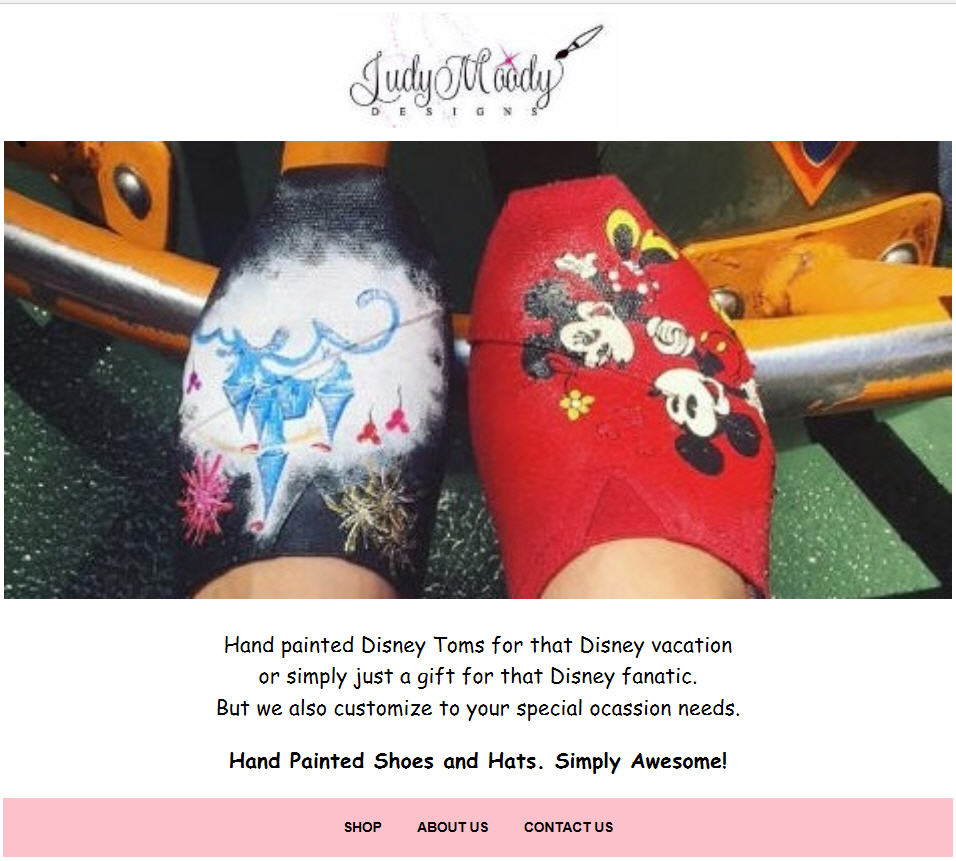 Judy Moody
DESIGNS
Hand painted Disney Toms for that Disney vacation
or simply just a gift for that Disney fanatic.
But we also customize to your special ocassion needs.
Hand Painted Shoes and Hats. Simply Awesome!
SHOP ABOUT US CONTACT US